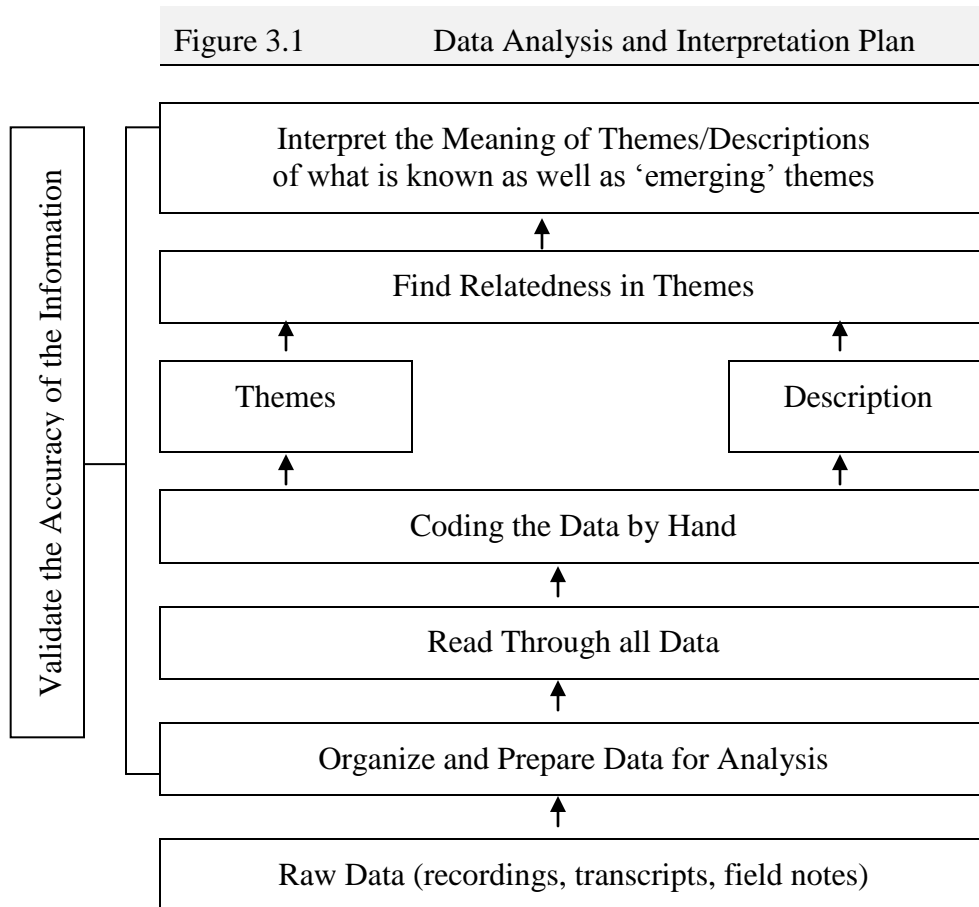 Figure 3.1 Data Analysis and Interpretation Plan
Validate the Accuracy of the Information
Interpret the Meaning of Themes/Descriptions
of what is known as well as ‘emerging’ themes
Find Relatedness in Themes
Themes
Description
Coding the Data by Hand
Read Through all Data
Organize and Prepare Data for Analysis
Raw Data (recordings, transcripts, field notes)